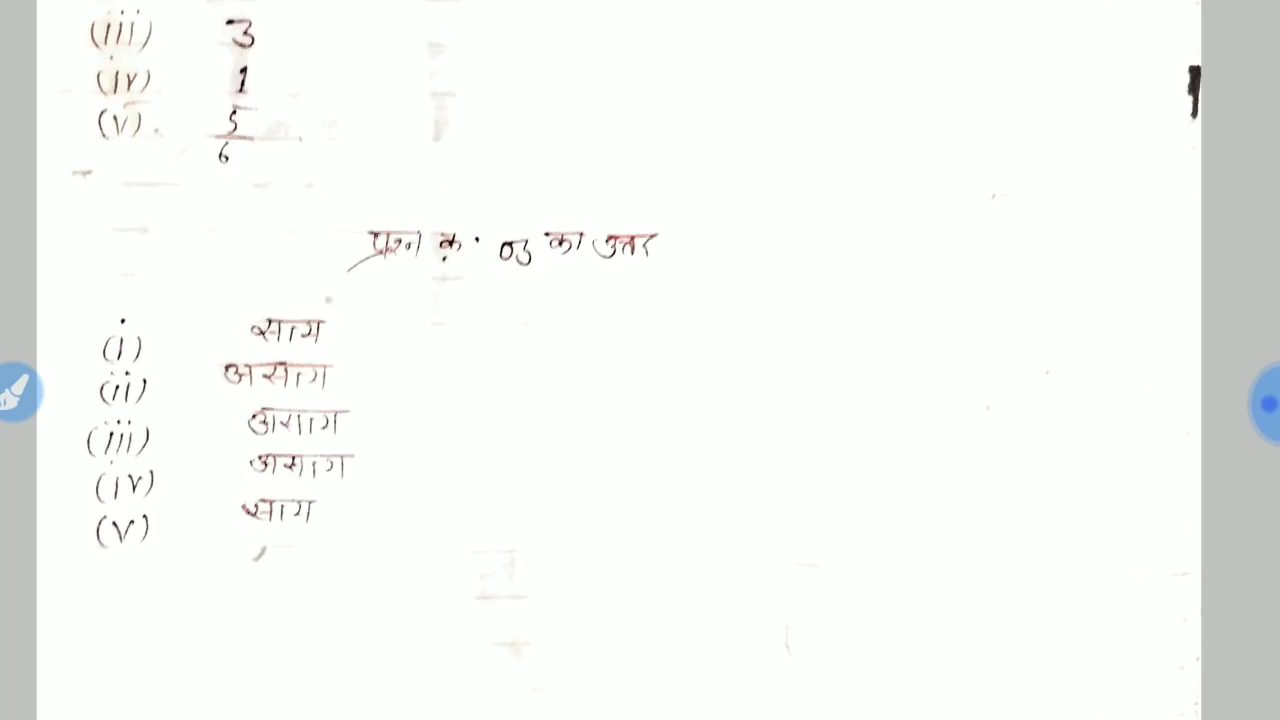 (iii) 3
(iv) 1
(v). 5/6
प्रश्न क्र. 03 का उत्तर
(i) सत्य
(ii) असत्य
(iii) असत्य
(iv) असत्य
(v) सत्य